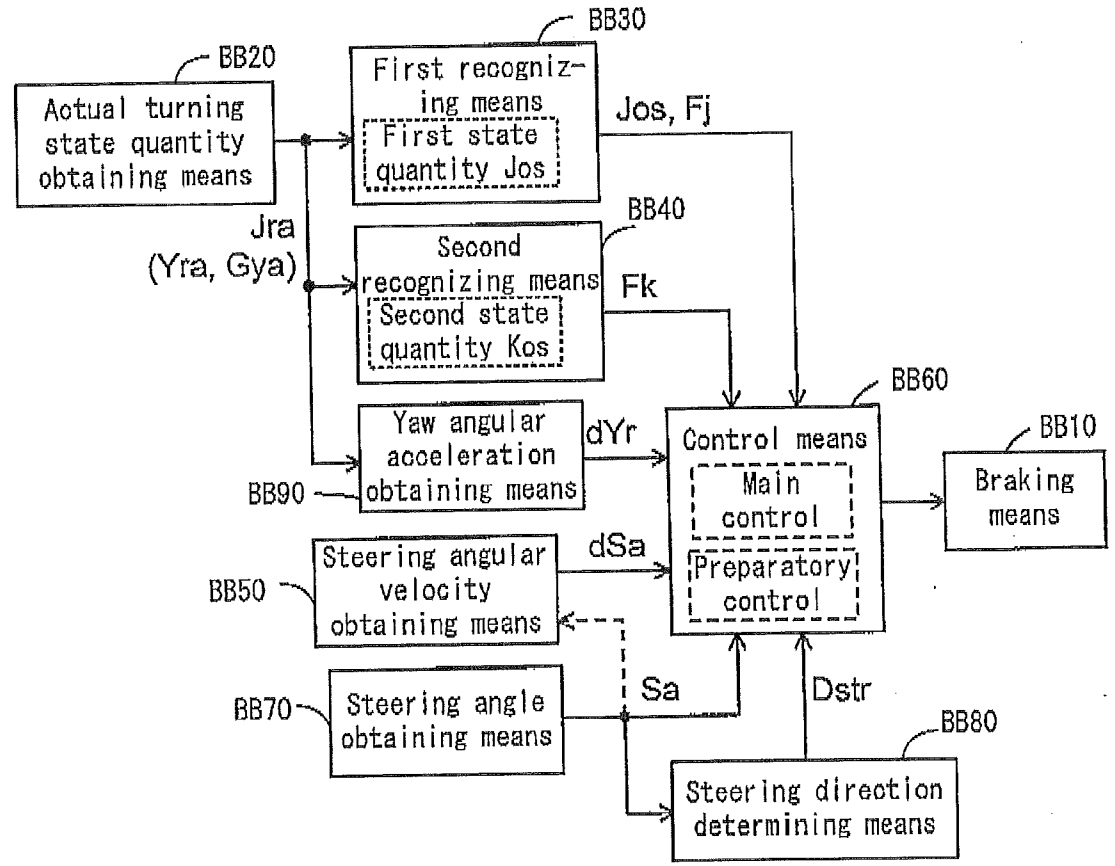 BB20
Actual turning
state quantity
obtaining means
BB30
First recogniz-
ing means
First state
quantity Jos
Jos, Fj
Jra
(Yra, Gya)
BB40
Second
recognizing means
Second state
quantity Kos
Fk
Yaw angular
acceleration
obtaining means
BB90
dYr
BB60
Control means
Main
control
Preparatory
control
BB10
Braking
means
dSa
Steering angular
velocity
obtaining means
BB50
BB70
Steering angle
obtaining means
Sa
Dstr
BB80
Steering direction
determining means